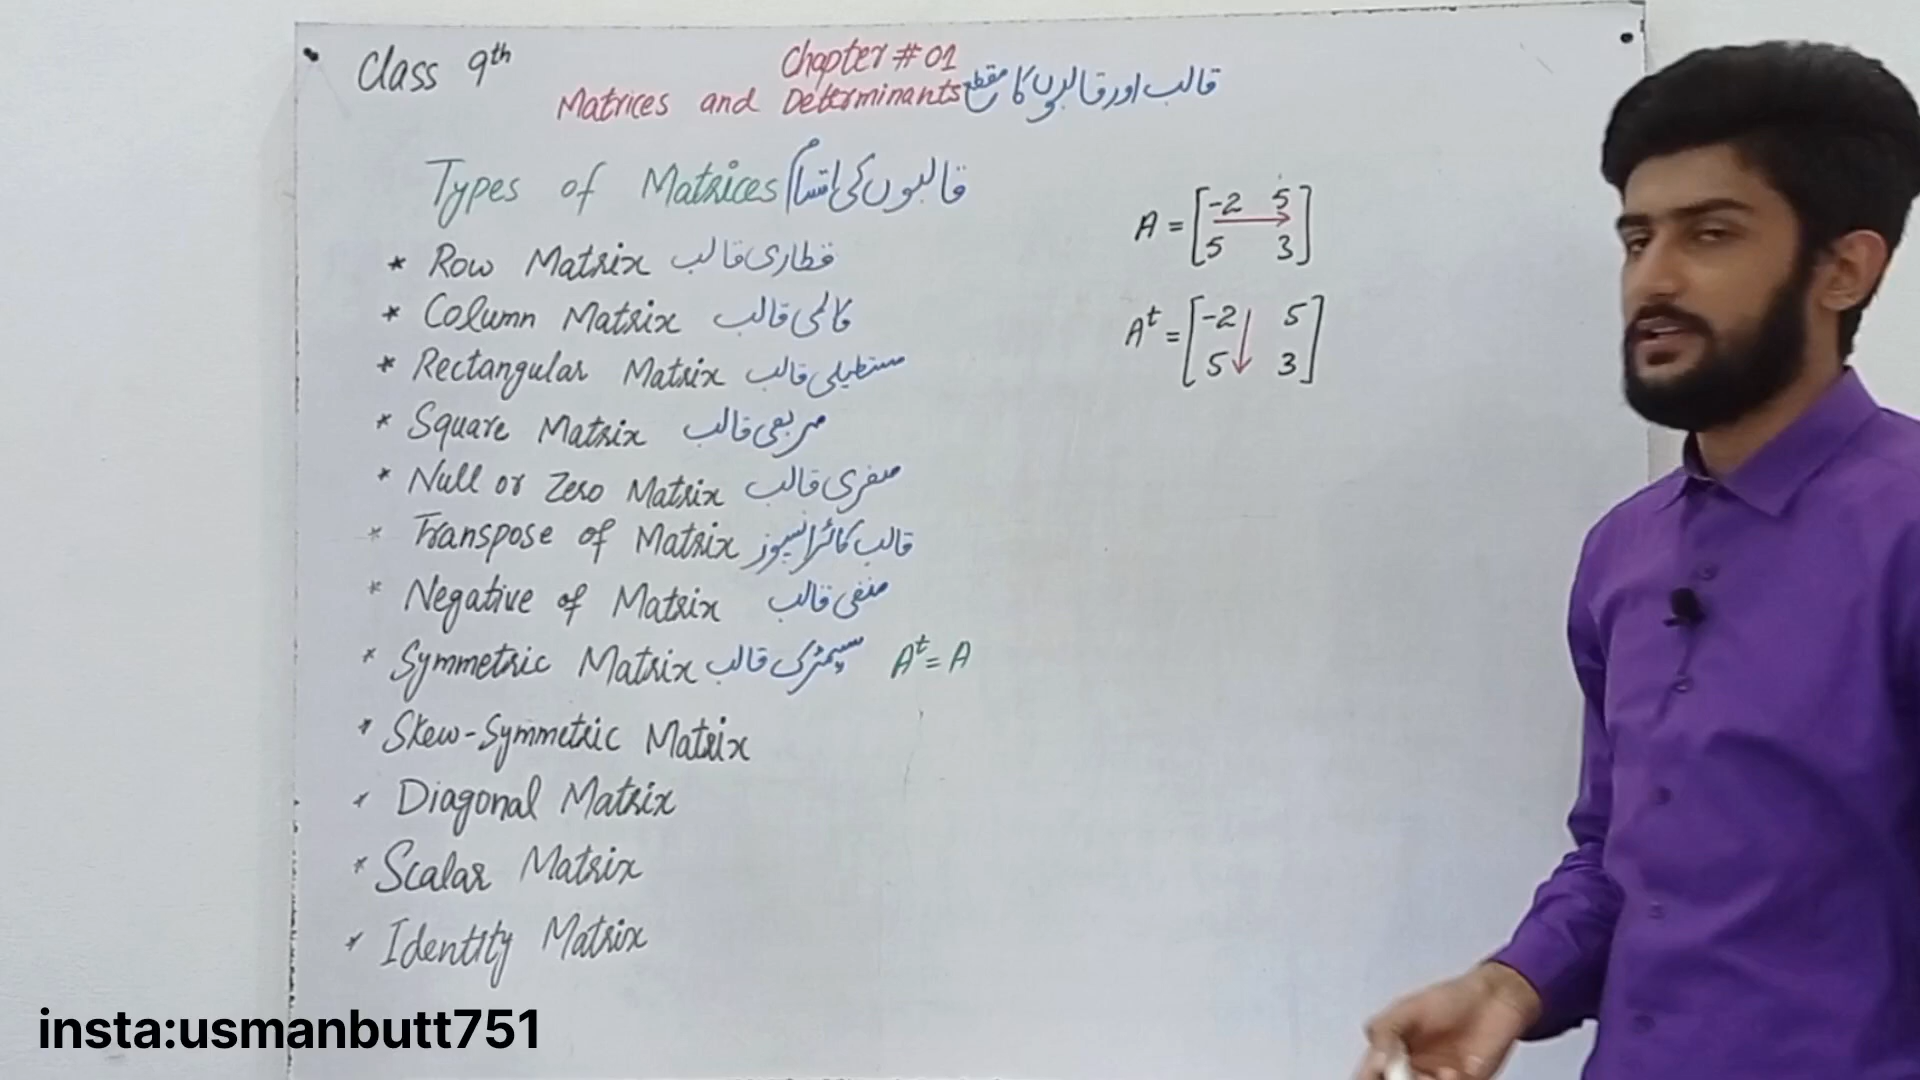 Class 9th
Chapter # 01
Matrices and Determinants قالب اور قالبوں کا مقطع
Types of Matrices قالبوں کی اقسام
* Row Matrix قطاری قالب
* Column Matrix کالمی قالب
* Rectangular Matrix مستطیلی قالب
* Square Matrix مربعی قالب
* Null or Zero Matrix صفری قالب
* Transpose of Matrix قالب کا ٹرانسپوز
* Negative of Matrix منفی قالب
* Symmetric Matrix سیمٹرک قالب Aᵗ = A
* Skew-Symmetric Matrix
* Diagonal Matrix
* Scalar Matrix
* Identity Matrix
A = [-2 5
5 3]
Aᵗ = [-2 5
5 3]
insta:usmanbutt751